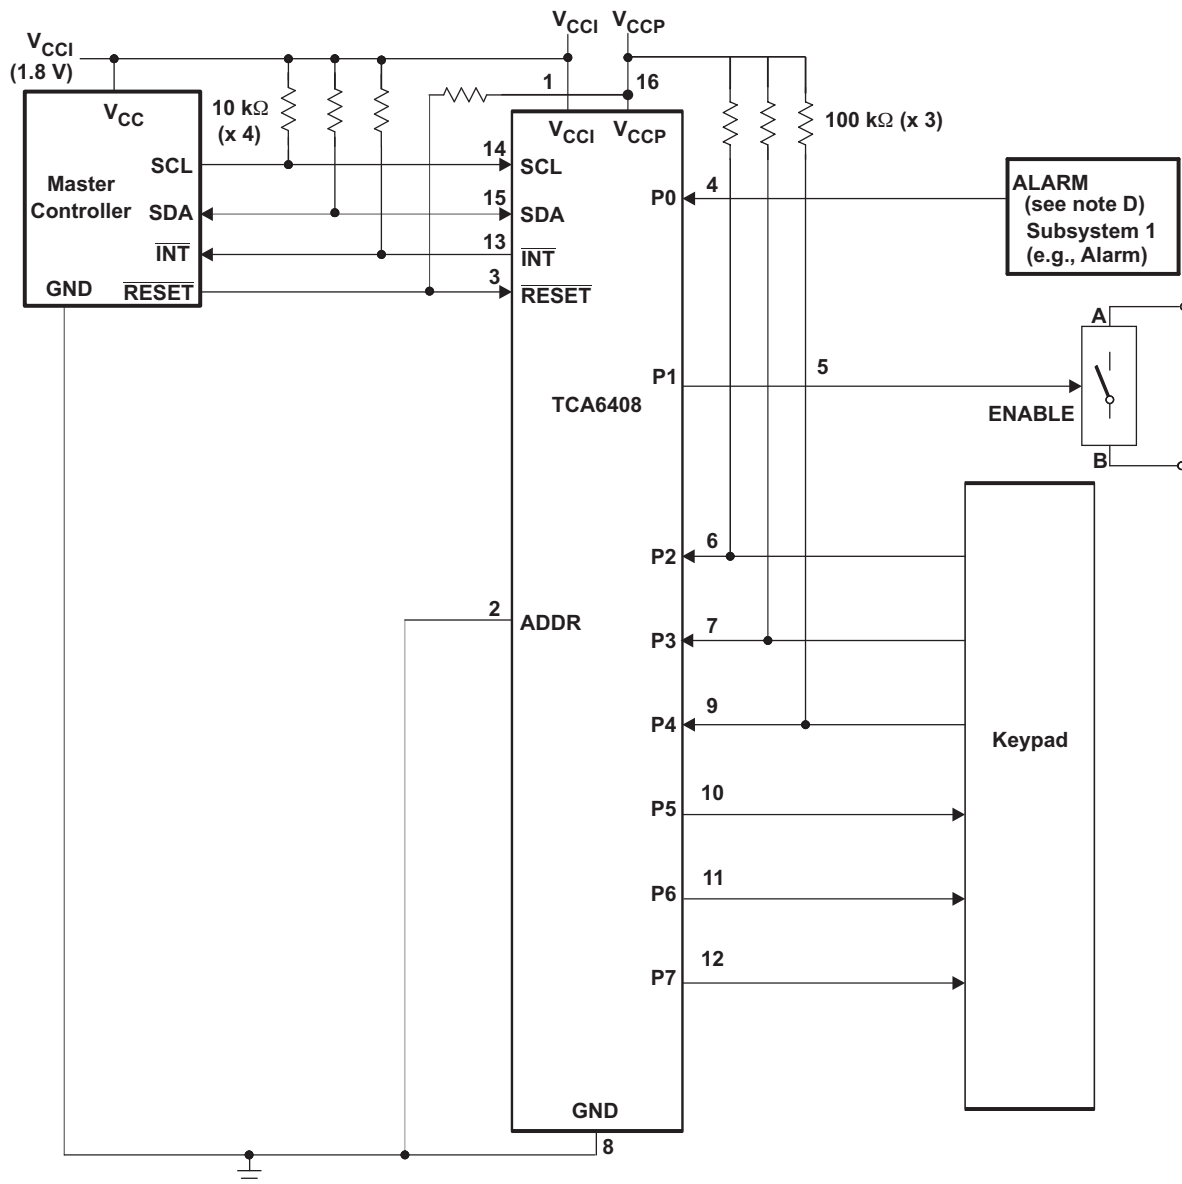 VCCI
(1.8 V)
VCCI
VCCP
1
16
VCC
10 kΩ
(x 4)
VCCI
VCCP
100 kΩ (x 3)
Master
Controller
SCL
14
SCL
SDA
15
SDA
INT
13
INT
GND
RESET
3
RESET
P0
4
ALARM
(see note D)
Subsystem 1
(e.g., Alarm)
A
P1
5
TCA6408
ENABLE
B
P2
6
2
ADDR
P3
7
P4
9
Keypad
P5
10
P6
11
P7
12
GND
8